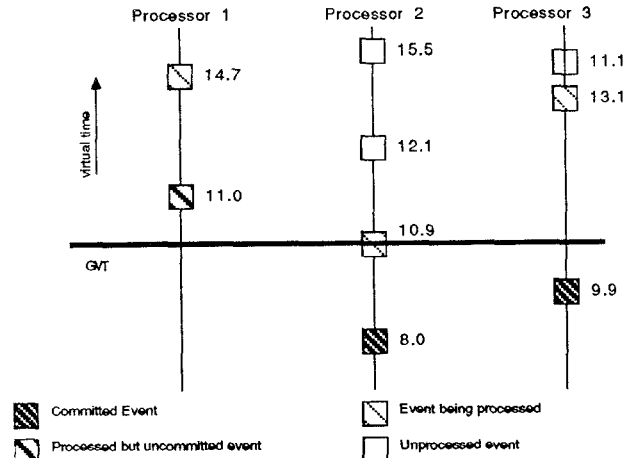 Processor 1 Processor 2 Processor 3
15.5
11.1
14.7
13.1
virtual time
12.1
11.0
10.9
GVT
9.9
8.0
Committed Event
Event being processed
Processed but uncommitted event
Unprocessed event